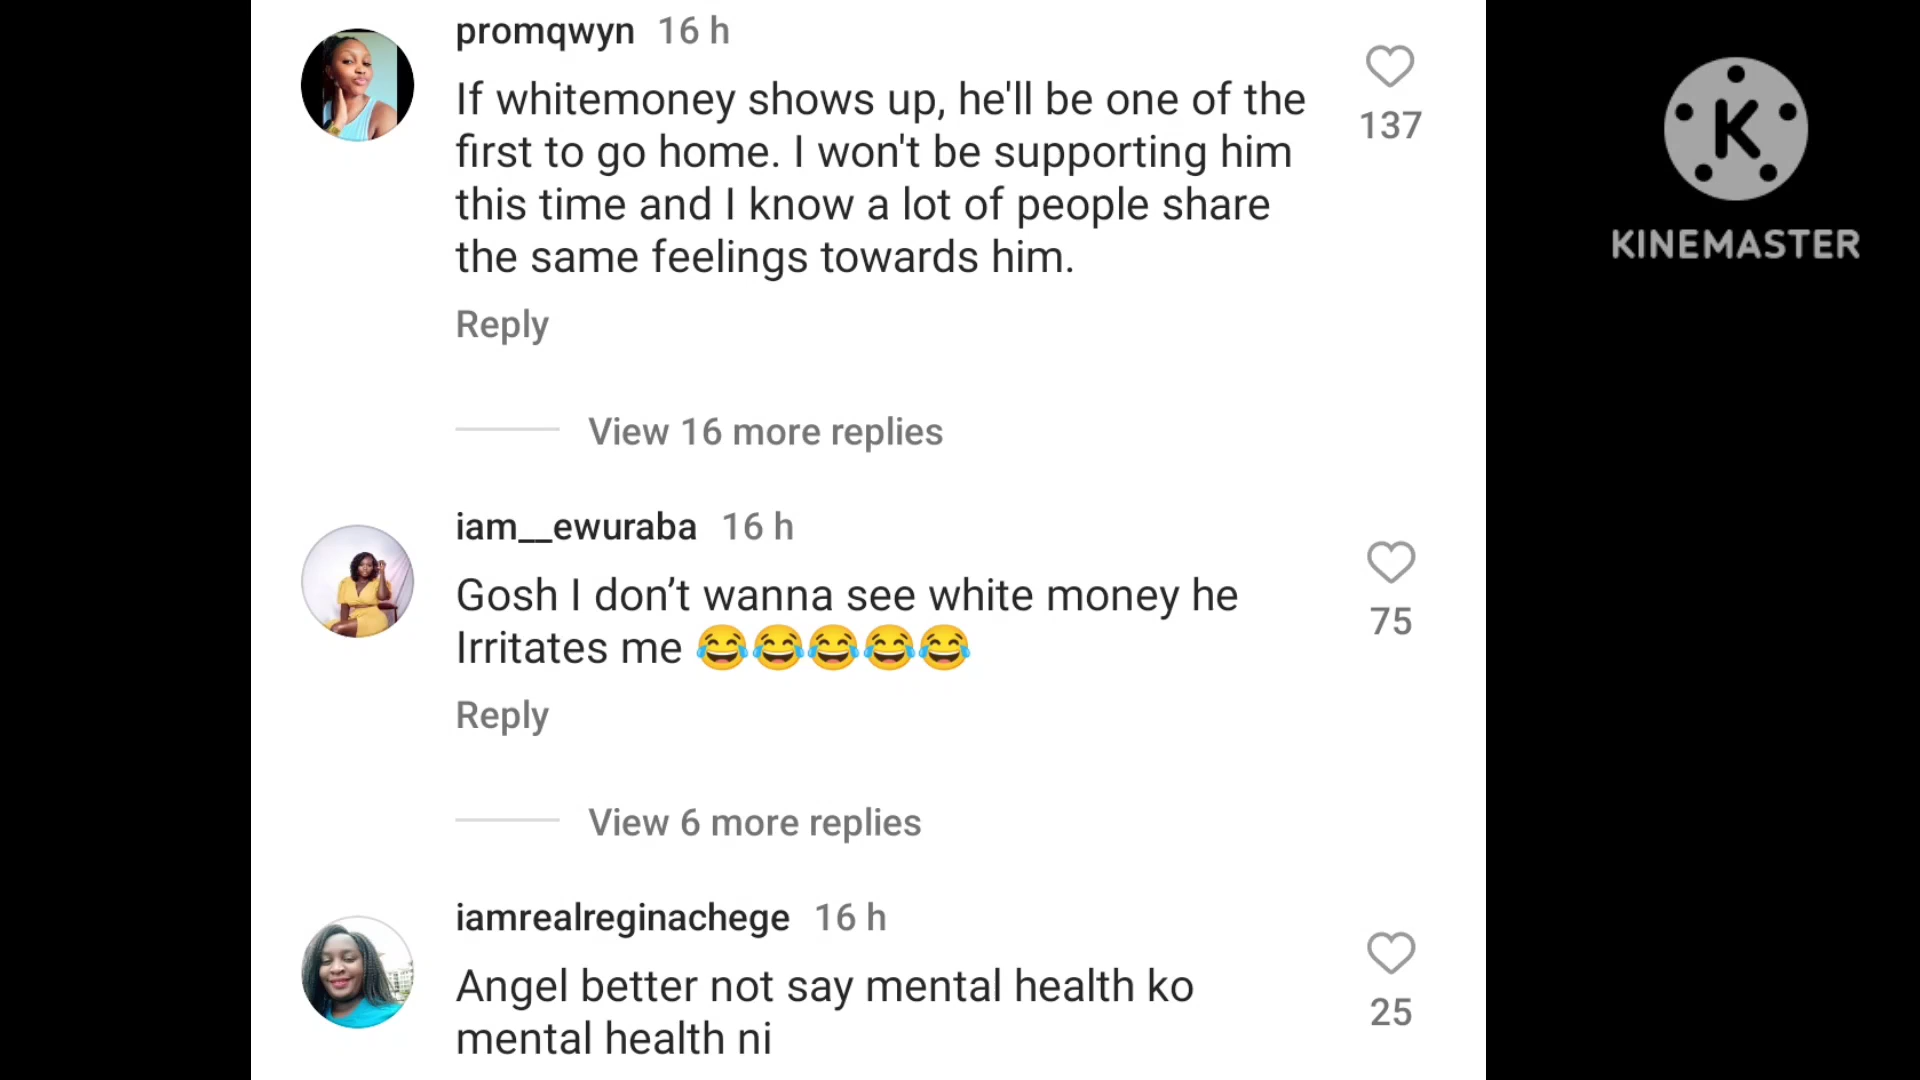 promqwyn 16 h
If whitemoney shows up, he'll be one of the
first to go home. I won't be supporting him
this time and I know a lot of people share
the same feelings towards him.
137
Reply
View 16 more replies
iam__ewuraba 16 h
Gosh I don’t wanna see white money he
Irritates me 😂😂😂😂😂
75
Reply
View 6 more replies
iamrealreginachege 16 h
Angel better not say mental health ko
mental health ni
25
K
KINEMASTER